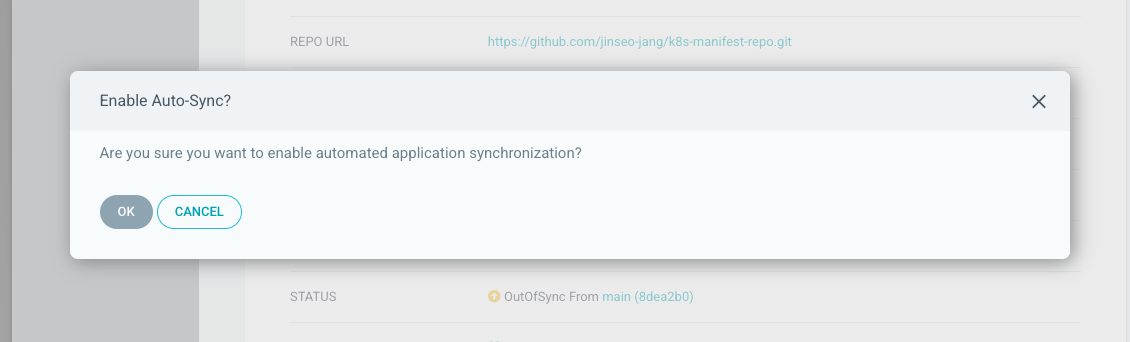 REPO URL https://github.com/jinseo-jang/k8s-manifest-repo.git
Enable Auto-Sync?
Are you sure you want to enable automated application synchronization?
OK CANCEL
STATUS OutOfSync From main (8dea2b0)